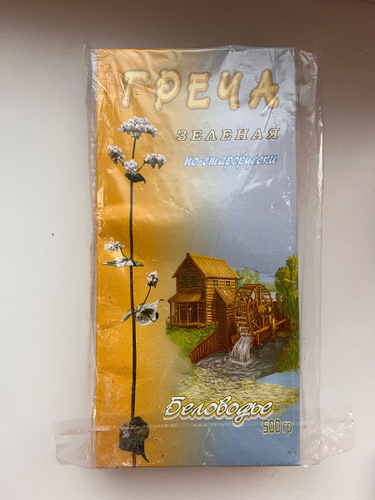 ГРЕЧА
ЗЕЛЕНАЯ
по-старорусски
Беловодье
500 гр